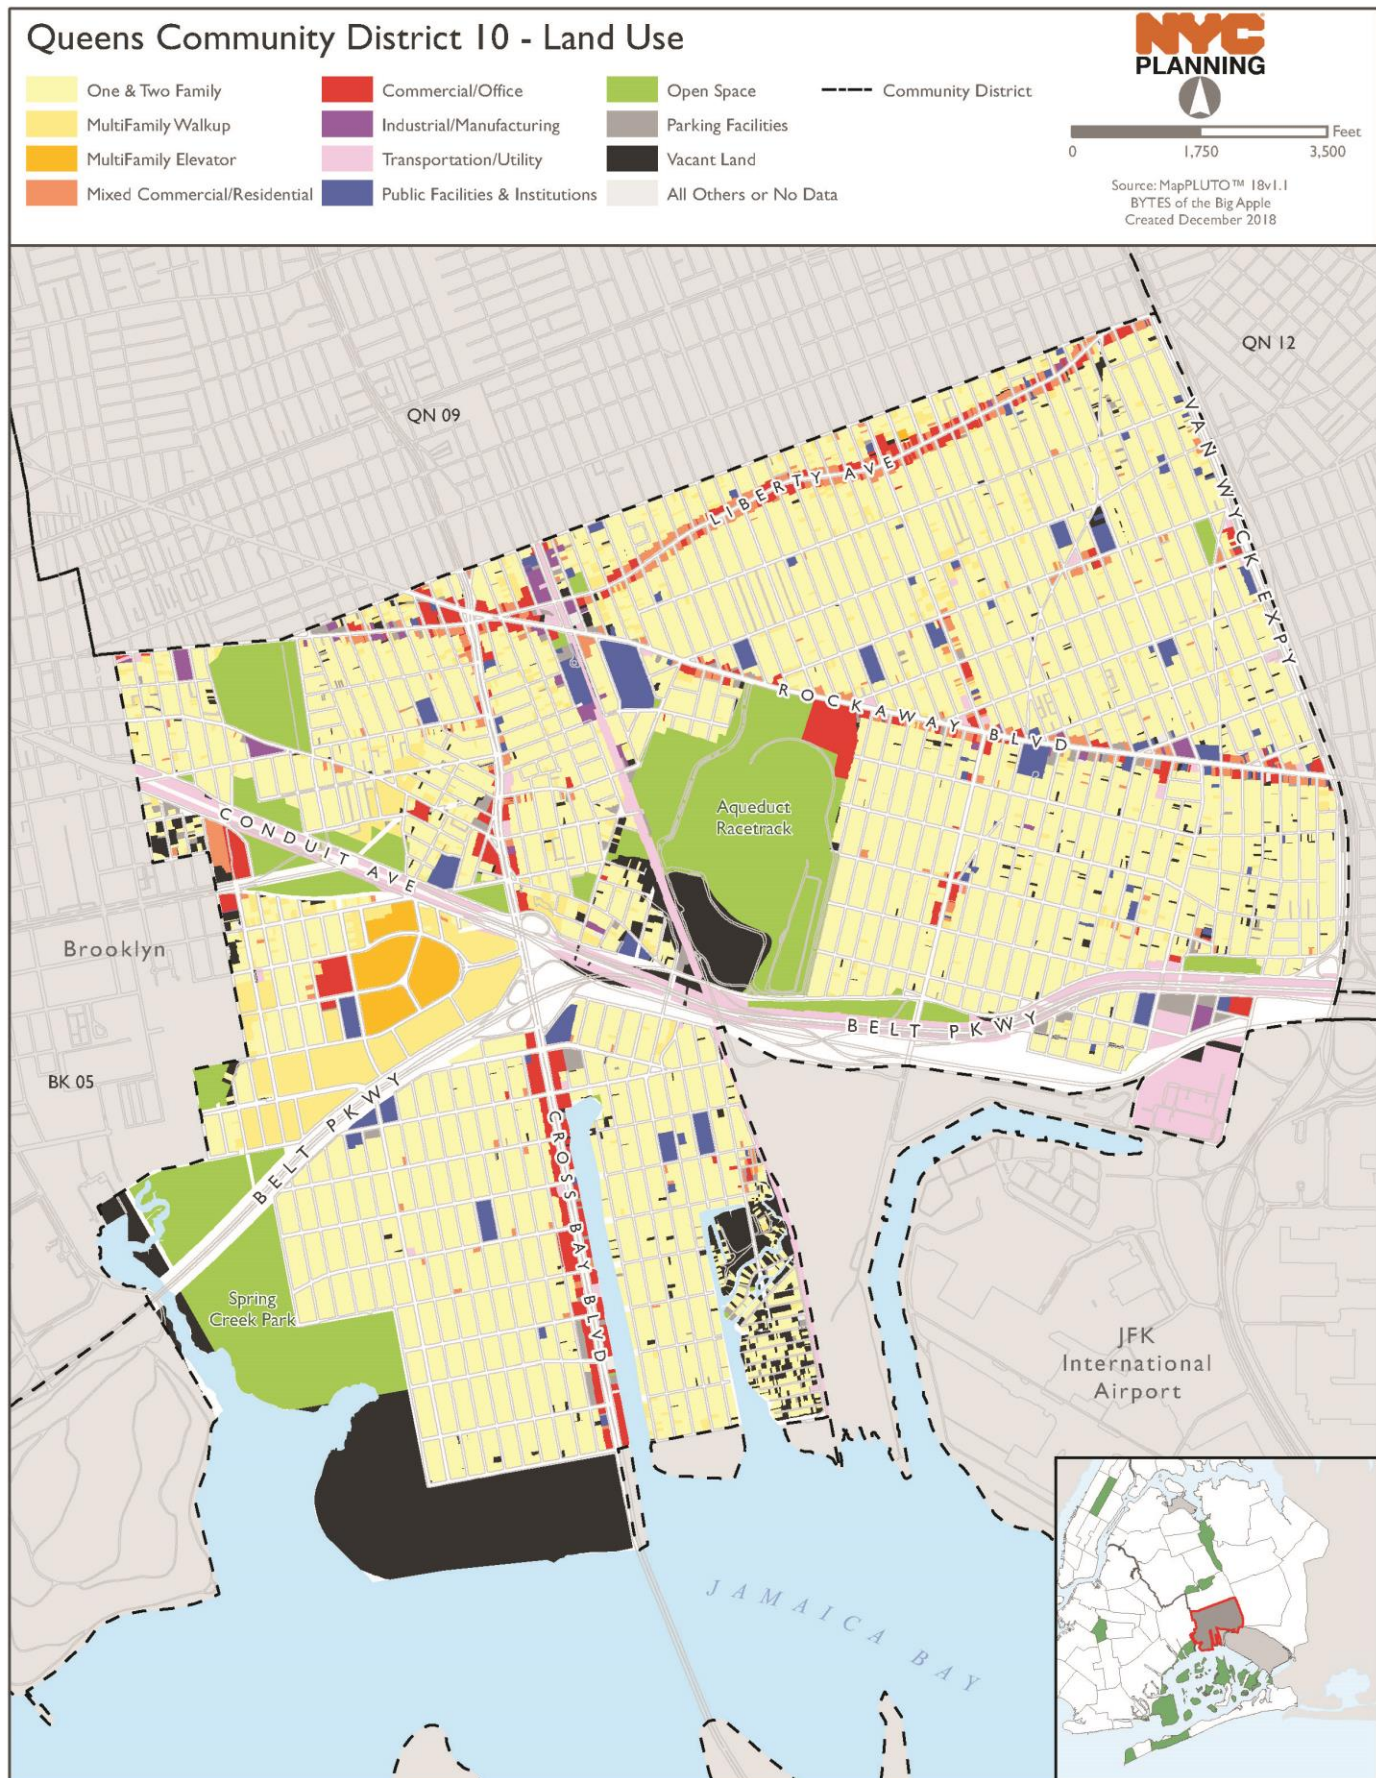 Queens Community District 10 - Land Use
One & Two Family
MultiFamily Walkup
MultiFamily Elevator
Mixed Commercial/Residential
Commercial/Office
Industrial/Manufacturing
Transportation/Utility
Public Facilities & Institutions
Open Space
Parking Facilities
Vacant Land
All Others or No Data
Community District
NYC
PLANNING
Feet
0 1,750 3,500
Source: MapPLUTO™ 18v1.1
BYTES of the Big Apple
Created December 2018
QN 12
QN 09
VAN WYCK EXPY
LIBERTY AVE
ROCKAWAY BLVD
Aqueduct
Racetrack
CONDUIT AVE
Brooklyn
BELT PKWY
BK 05
BELT PKWY
CROSS BAY BLVD
Spring
Creek Park
JFK
International
Airport
JAMAICA BAY